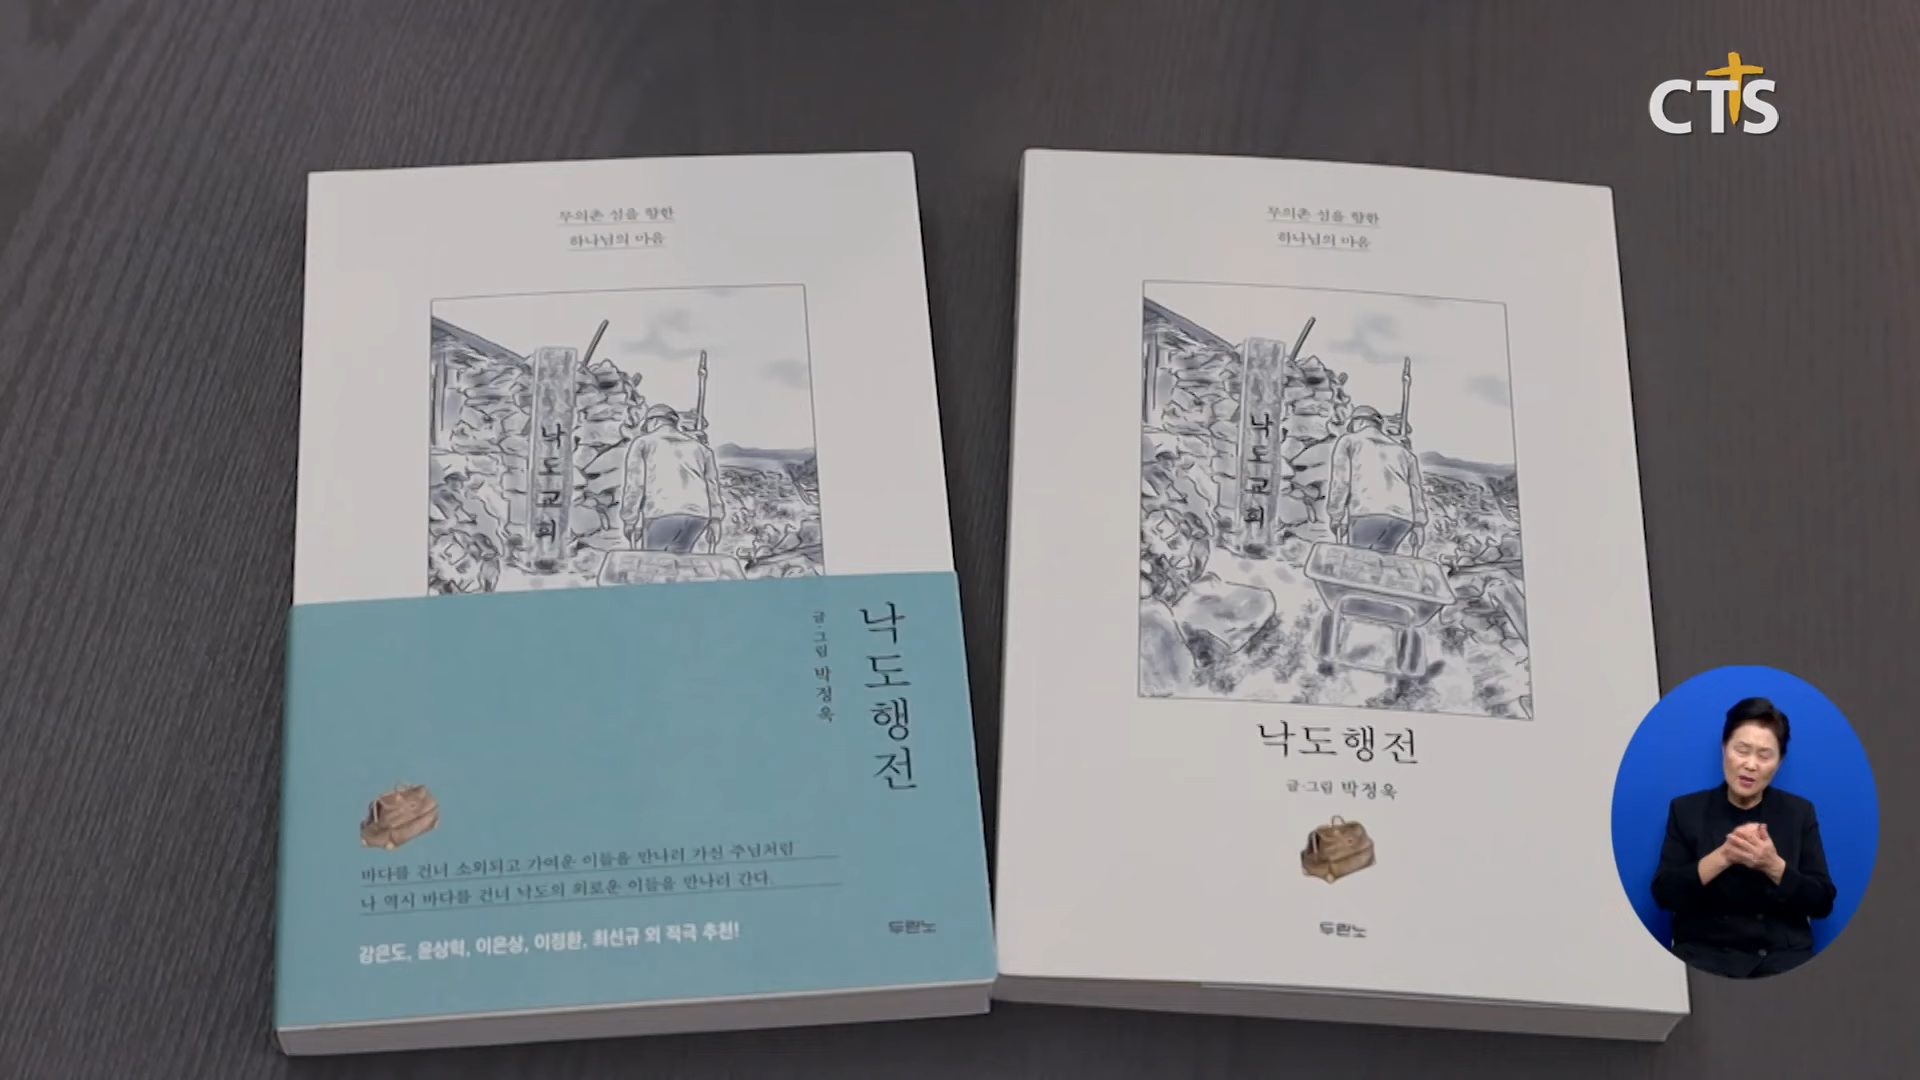 CTS
무의촌 섬을 향한
하나님의 마음
낙도교회
낙도행전
글·그림 박정욱
바다를 건너 소외되고 가여운 이들을 만나러 가신 주님처럼
나 역시 바다를 건너 낙도의 외로운 이들을 만나러 간다.
강은도, 윤상혁, 이은상, 이정환, 최선규 외 적극 추천!
두란노
무의촌 섬을 향한
하나님의 마음
낙도교회
낙도행전
글·그림 박정욱
두란노